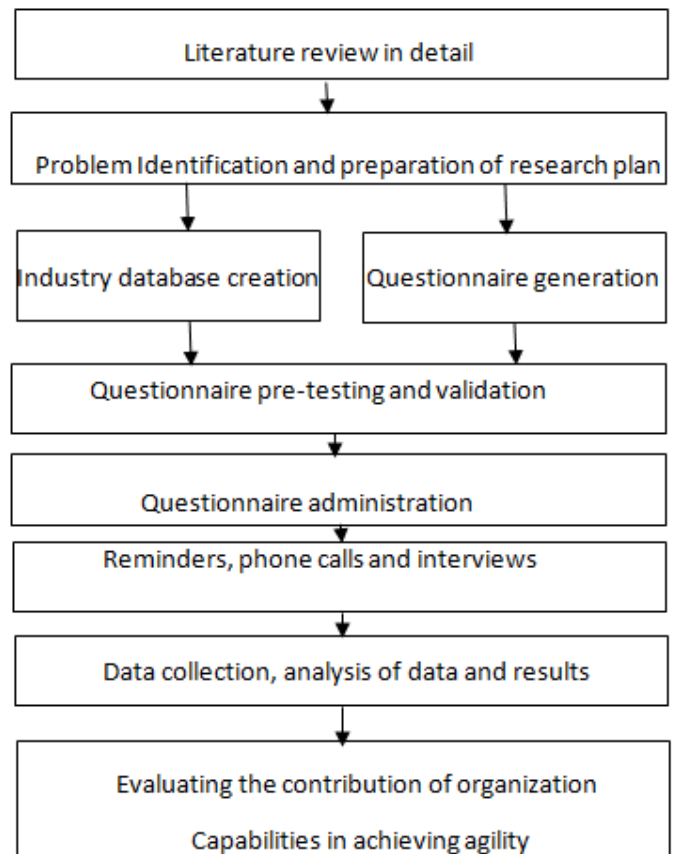 Literature review in detail
Problem Identification and preparation of research plan
Industry database creation
Questionnaire generation
Questionnaire pre-testing and validation
Questionnaire administration
Reminders, phone calls and interviews
Data collection, analysis of data and results
Evaluating the contribution of organization
Capabilities in achieving agility